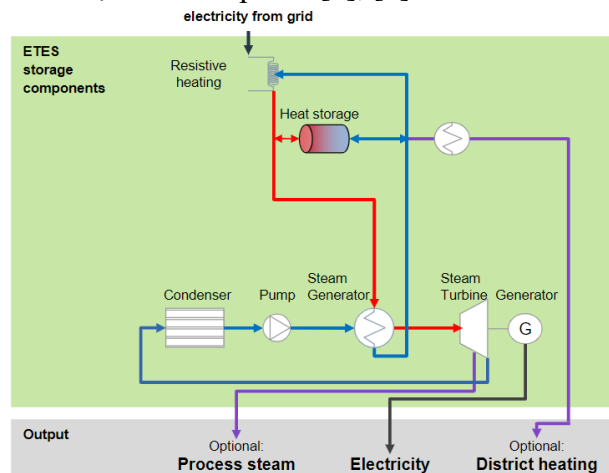 electricity from grid
ETES
storage
components
Resistive
heating
Heat storage
Condenser
Pump
Steam
Generator
Steam
Turbine
Generator
G
Output
Optional:
Process steam
Electricity
Optional:
District heating